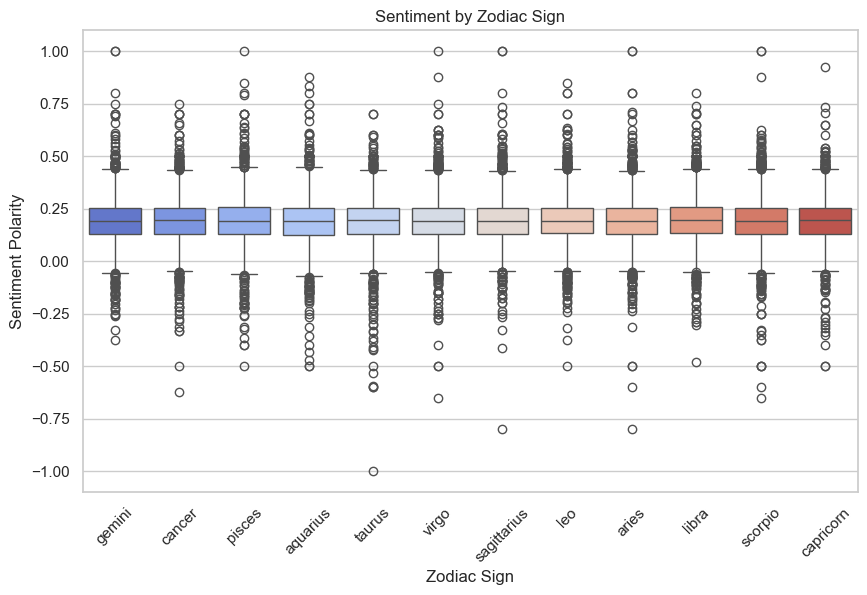 Sentiment by Zodiac Sign
Sentiment Polarity
1.00
0.75
0.50
0.25
0.00
−0.25
−0.50
−0.75
−1.00
gemini
cancer
pisces
aquarius
taurus
virgo
sagittarius
leo
aries
libra
scorpio
capricorn
Zodiac Sign